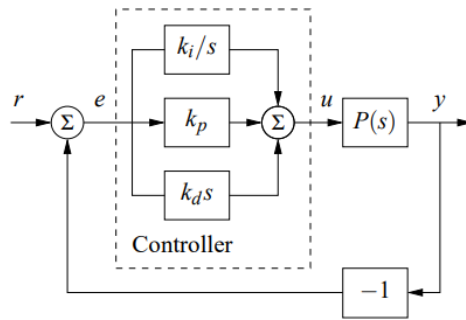 k_i/s
r
e
u
y
Σ
k_p
Σ
P(s)
k_d s
Controller
−1